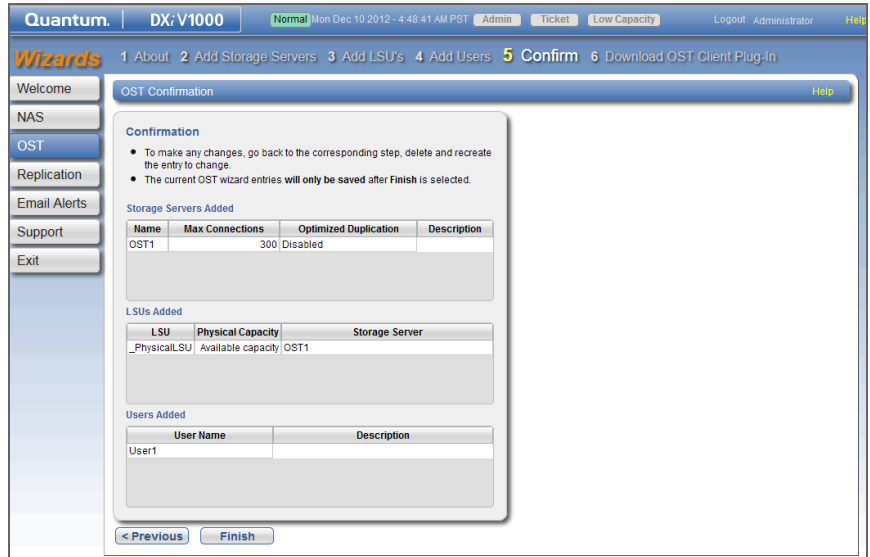 Quantum. DXi V1000 Normal Mon Dec 10 2012 - 4:48:41 AM PST Admin Ticket Low Capacity Logout Administrator Help
Wizards 1 About 2 Add Storage Servers 3 Add LSU's 4 Add Users 5 Confirm 6 Download OST Client Plug-In
Welcome
NAS
OST
Replication
Email Alerts
Support
Exit
OST Confirmation Help
Confirmation
• To make any changes, go back to the corresponding step, delete and recreate
the entry to change.
• The current OST wizard entries will only be saved after Finish is selected.
Storage Servers Added
Name Max Connections Optimized Duplication Description
OST1 300 Disabled
LSUs Added
LSU Physical Capacity Storage Server
_PhysicalLSU Available capacity OST1
Users Added
User Name Description
User1
< Previous Finish